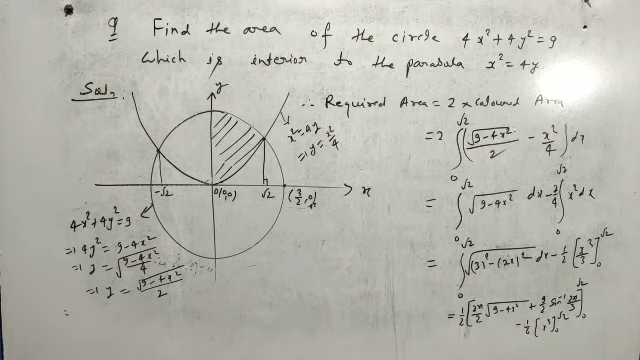 Q Find the area of the circle 4x²+4y²=9
which is interior to the parabola x²=4y
Soln.
y
x
x²=4y
=> y=x²/4
-√2 O(0,0) √2 (3/2,0)
4x²+4y²=9
=> 4y²=9-4x²
=> y=√((9-4x²)/4)
=> y=√(9-4x²)/2
∴ Required Area = 2 x Coloured Area
=2 ∫₀^√2 (√(9-4x²)/2 - x²/4) dx
= ∫₀^√2 √(9-4x²) dx - 2/4 ∫₀^√2 x² dx
= ∫₀^√2 √((3)²-(2x)²) dx - 1/2 [x³/3]₀^√2
= 1/2 [2x/2 √(9-4x²) + 9/2 sin⁻¹ 2x/3]₀^√2
- 1/6 [x³]₀^√2